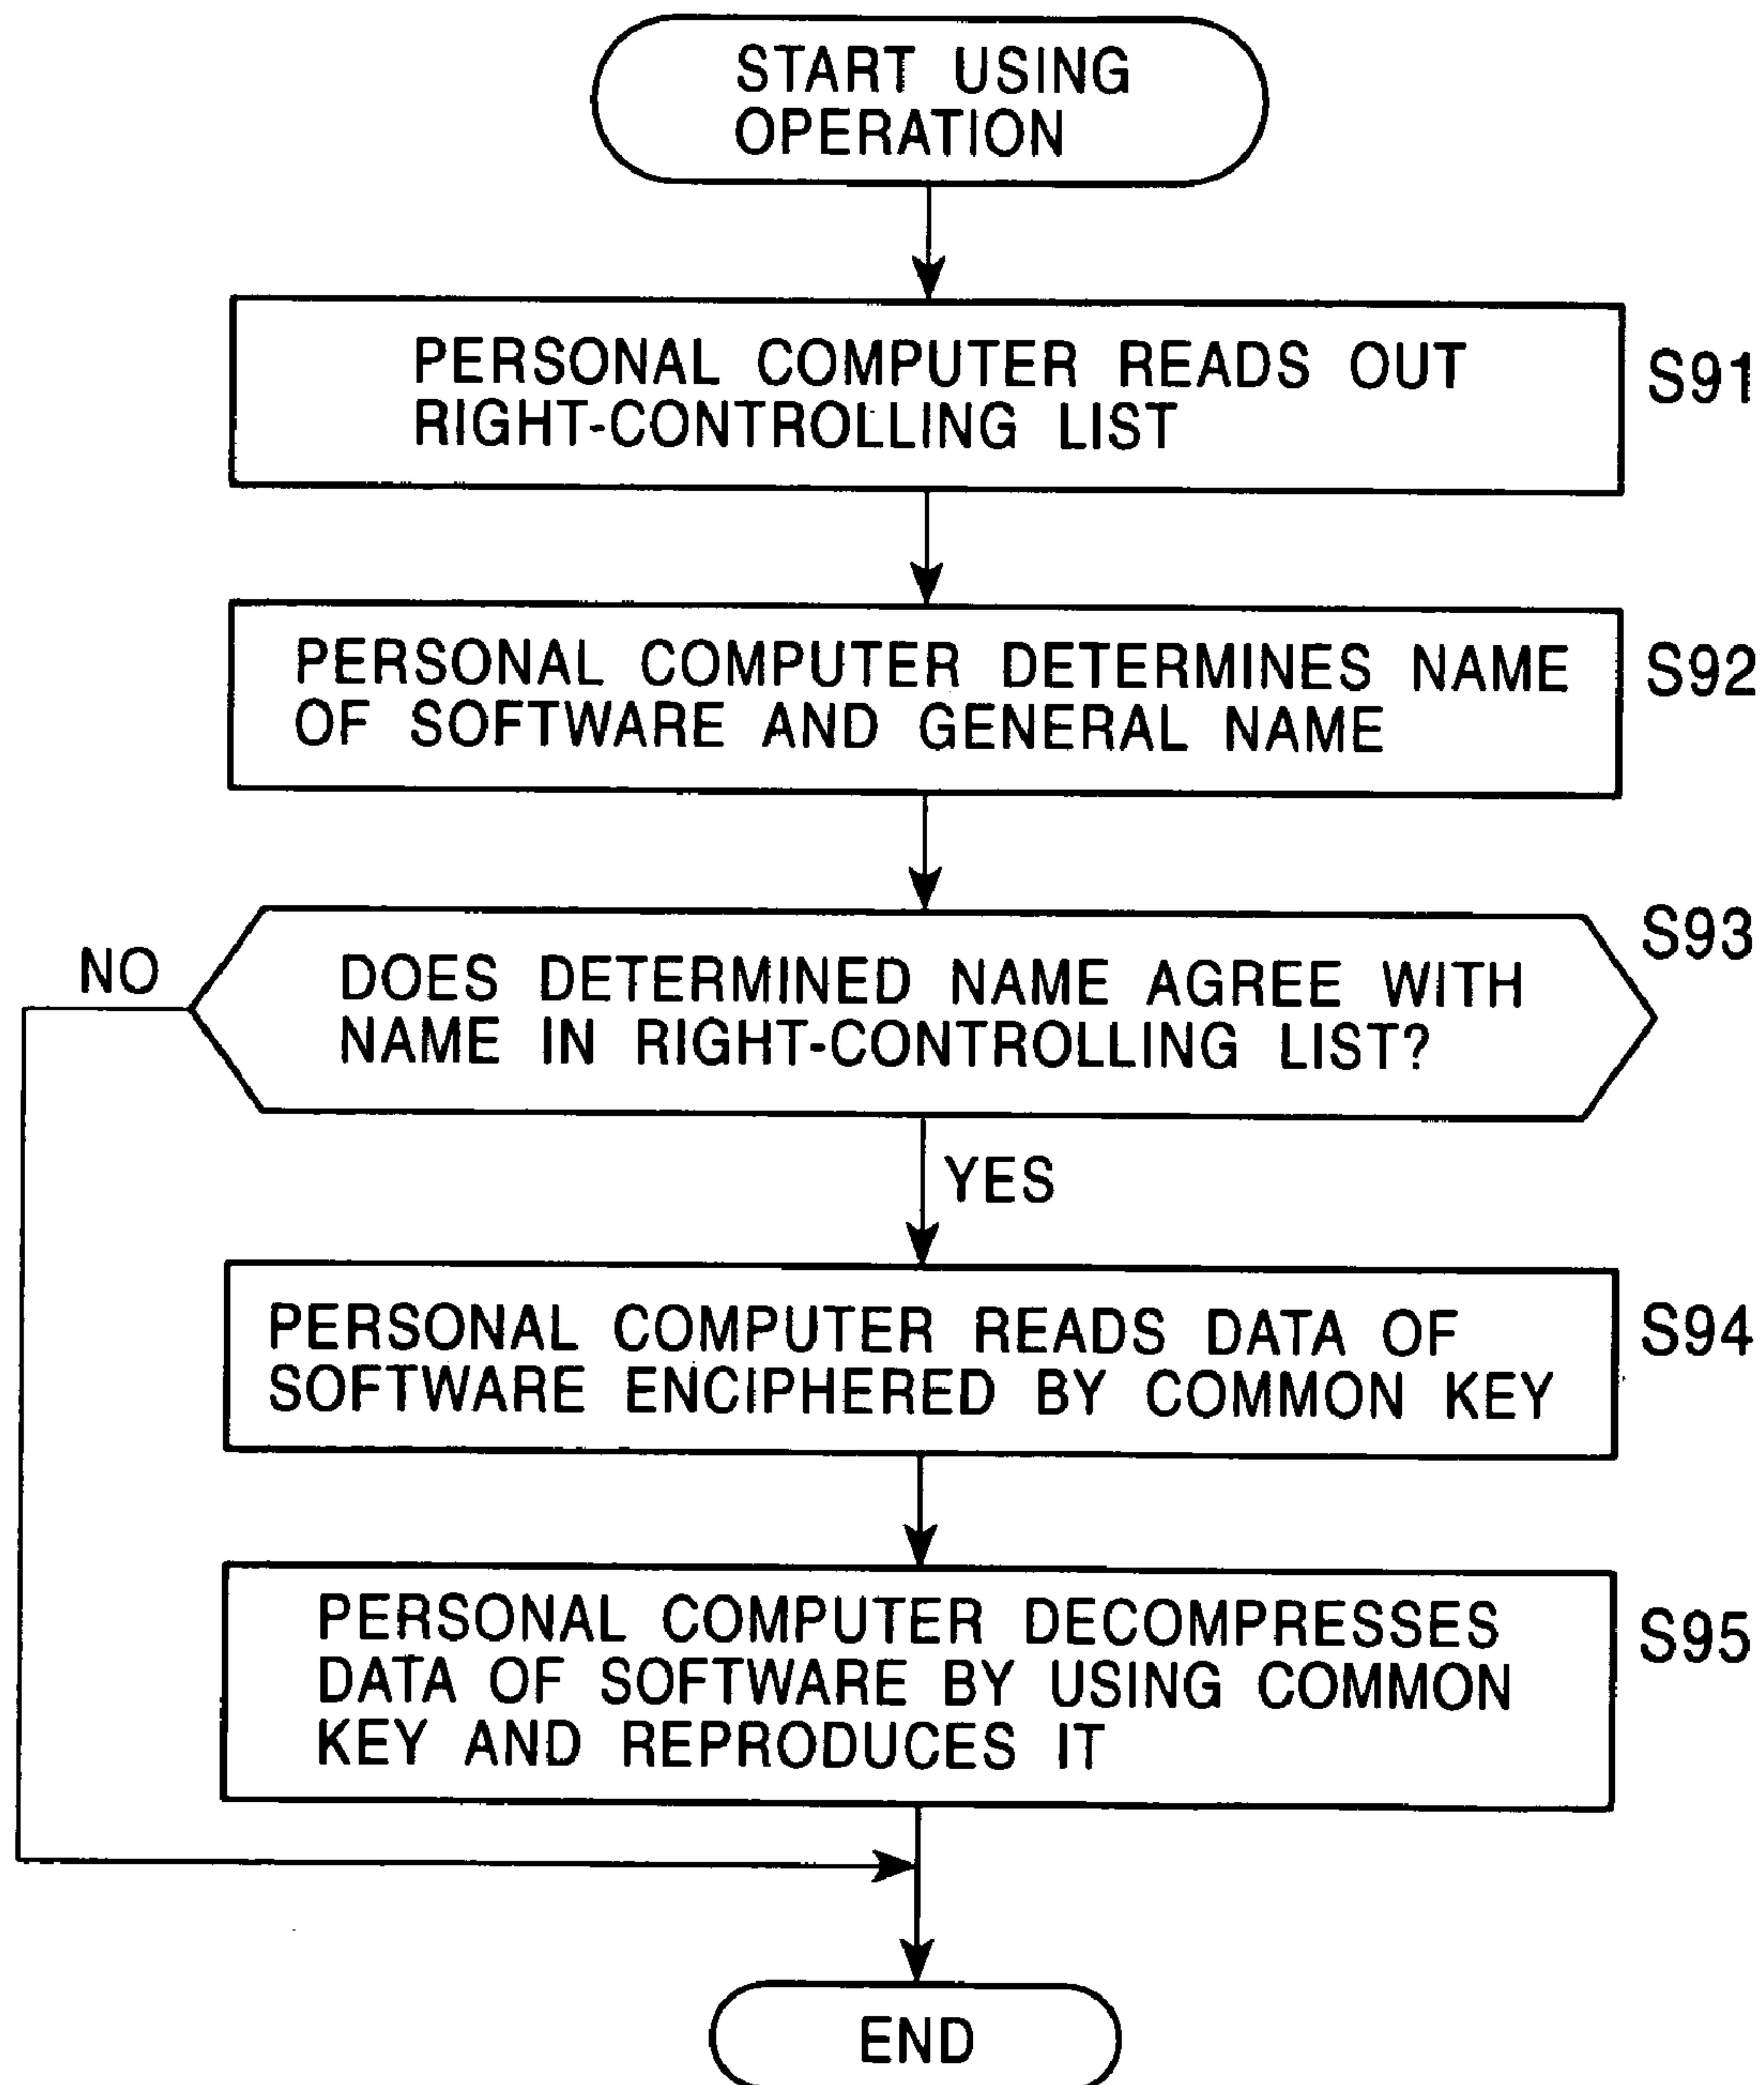 START USING
OPERATION
PERSONAL COMPUTER READS OUT
RIGHT-CONTROLLING LIST
S91
PERSONAL COMPUTER DETERMINES NAME
OF SOFTWARE AND GENERAL NAME
S92
S93
NO
DOES DETERMINED NAME AGREE WITH
NAME IN RIGHT-CONTROLLING LIST?
YES
PERSONAL COMPUTER READS DATA OF
SOFTWARE ENCIPHERED BY COMMON KEY
S94
PERSONAL COMPUTER DECOMPRESSES
DATA OF SOFTWARE BY USING COMMON
KEY AND REPRODUCES IT
S95
END